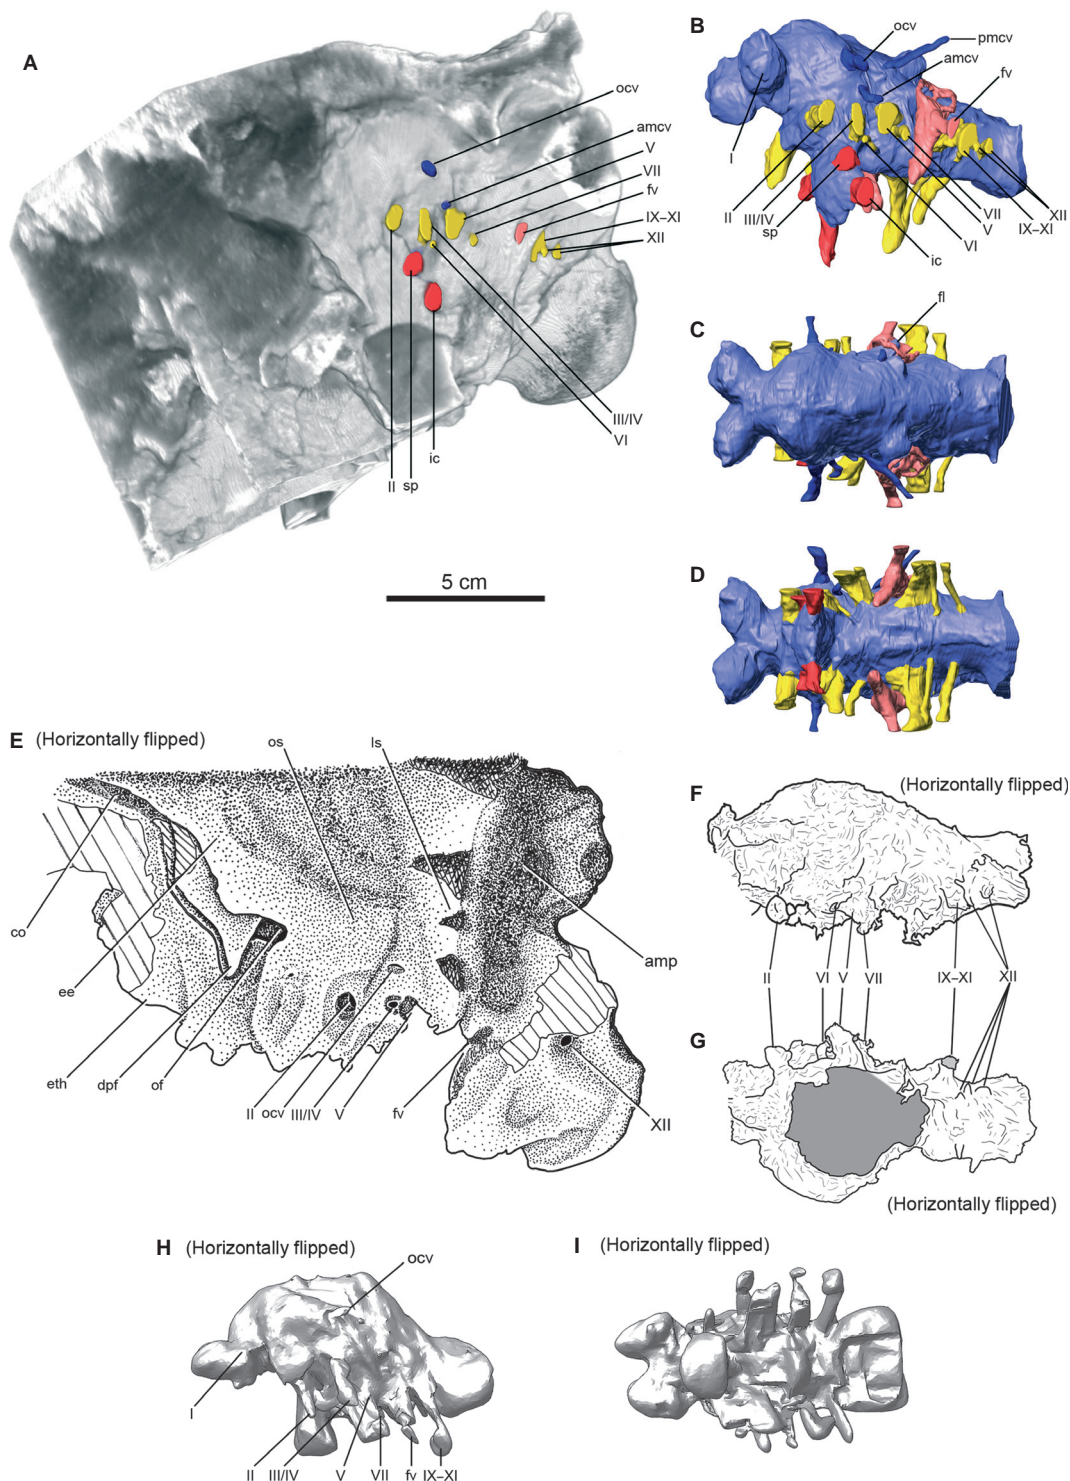 A
ocv
amcv
V
VII
fv
IX–XI
XII
III/IV
VI
ic
II
sp
5 cm
B
ocv
pmcv
amcv
fv
I
II
III/IV
sp
ic
VI
V
VII
IX–XI
XII
C
fl
D
E (Horizontally flipped)
os
ls
co
ee
eth
dpf
of
II
ocv
III/IV
V
fv
amp
XII
F
(Horizontally flipped)
II
VI
V
VII
IX–XI
XII
G
(Horizontally flipped)
H (Horizontally flipped)
ocv
I
II
III/IV
V
VII
fv
IX–XI
I (Horizontally flipped)